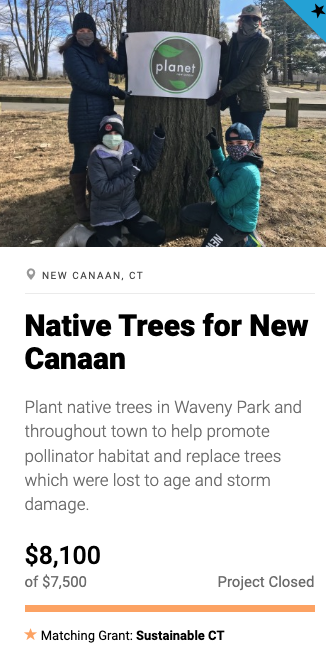 planet
NEW CANAAN, CT
Native Trees for New
Canaan
Plant native trees in Waveny Park and
throughout town to help promote
pollinator habitat and replace trees
which were lost to age and storm
damage.
$8,100
of $7,500 Project Closed
Matching Grant: Sustainable CT